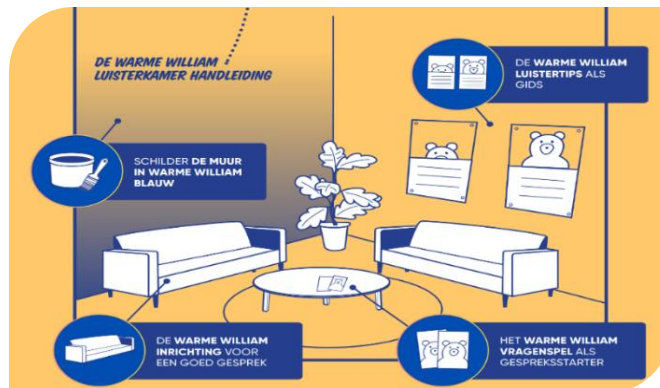 DE WARME WILLIAM
LUISTERKAMER HANDLEIDING
DE WARME WILLIAM
LUISTERTIPS ALS
GIDS
SCHILDER DE MUUR
IN WARME WILLIAM
BLAUW
DE WARME WILLIAM
INRICHTING VOOR
EEN GOED GESPREK
HET WARME WILLIAM
VRAGENSPEL ALS
GESPREKSSTARTER